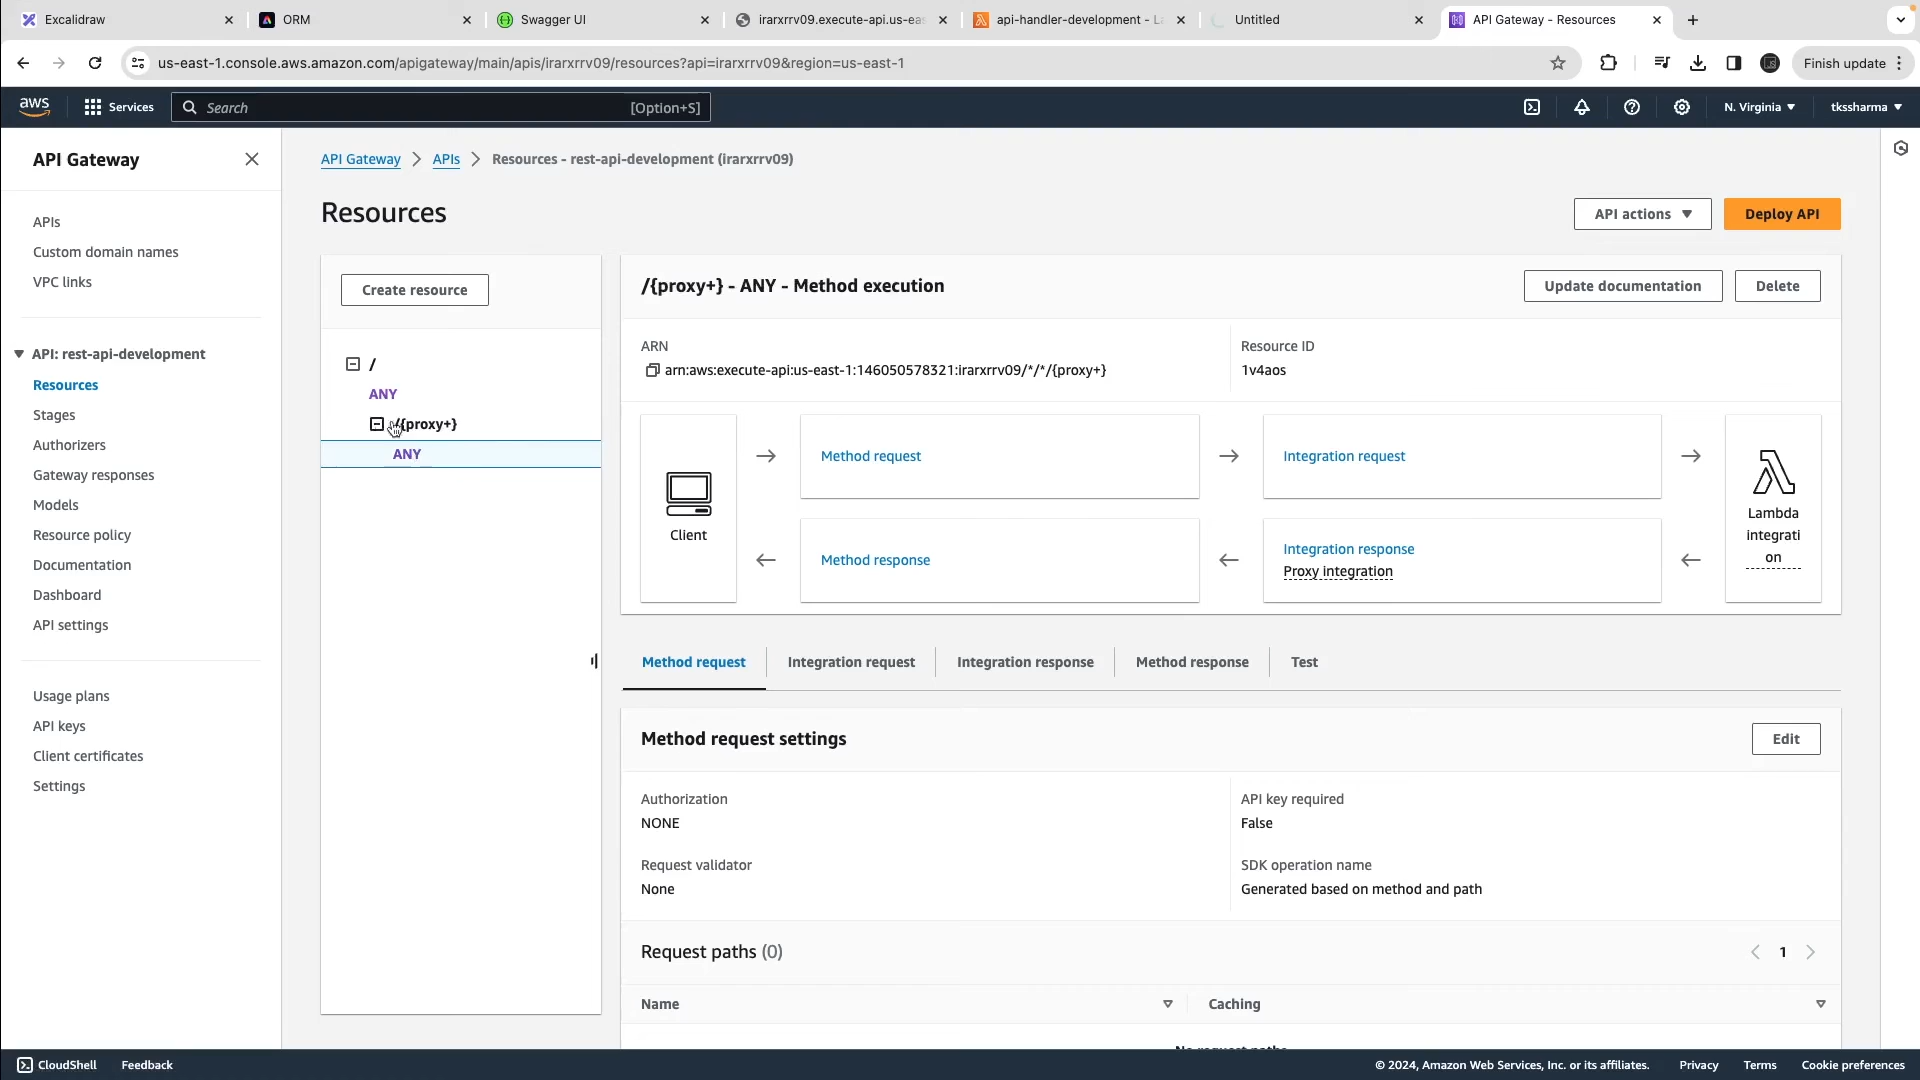 Excalidraw
ORM
Swagger UI
irarxrrv09.execute-api.us-eas
api-handler-development - L
Untitled
API Gateway - Resources
us-east-1.console.aws.amazon.com/apigateway/main/apis/irarxrrv09/resources?api=irarxrrv09&region=us-east-1
Finish update
aws
Services
Search
[Option+S]
N. Virginia
tkssharma
API Gateway
APIs
Custom domain names
VPC links
API: rest-api-development
Resources
Stages
Authorizers
Gateway responses
Models
Resource policy
Documentation
Dashboard
API settings
Usage plans
API keys
Client certificates
Settings
API Gateway
APIs
Resources - rest-api-development (irarxrrv09)
Resources
API actions
Deploy API
Create resource
/
ANY
/{proxy+}
ANY
/{proxy+} - ANY - Method execution
Update documentation
Delete
ARN
arn:aws:execute-api:us-east-1:146050578321:irarxrrv09/*/*/{proxy+}
Resource ID
1v4aos
Client
Method request
Integration request
Method response
Integration response
Proxy integration
Lambda
integrati
on
Method request
Integration request
Integration response
Method response
Test
Method request settings
Edit
Authorization
NONE
API key required
False
Request validator
None
SDK operation name
Generated based on method and path
Request paths (0)
1
Name
Caching
No request paths
CloudShell
Feedback
© 2024, Amazon Web Services, Inc. or its affiliates.
Privacy
Terms
Cookie preferences